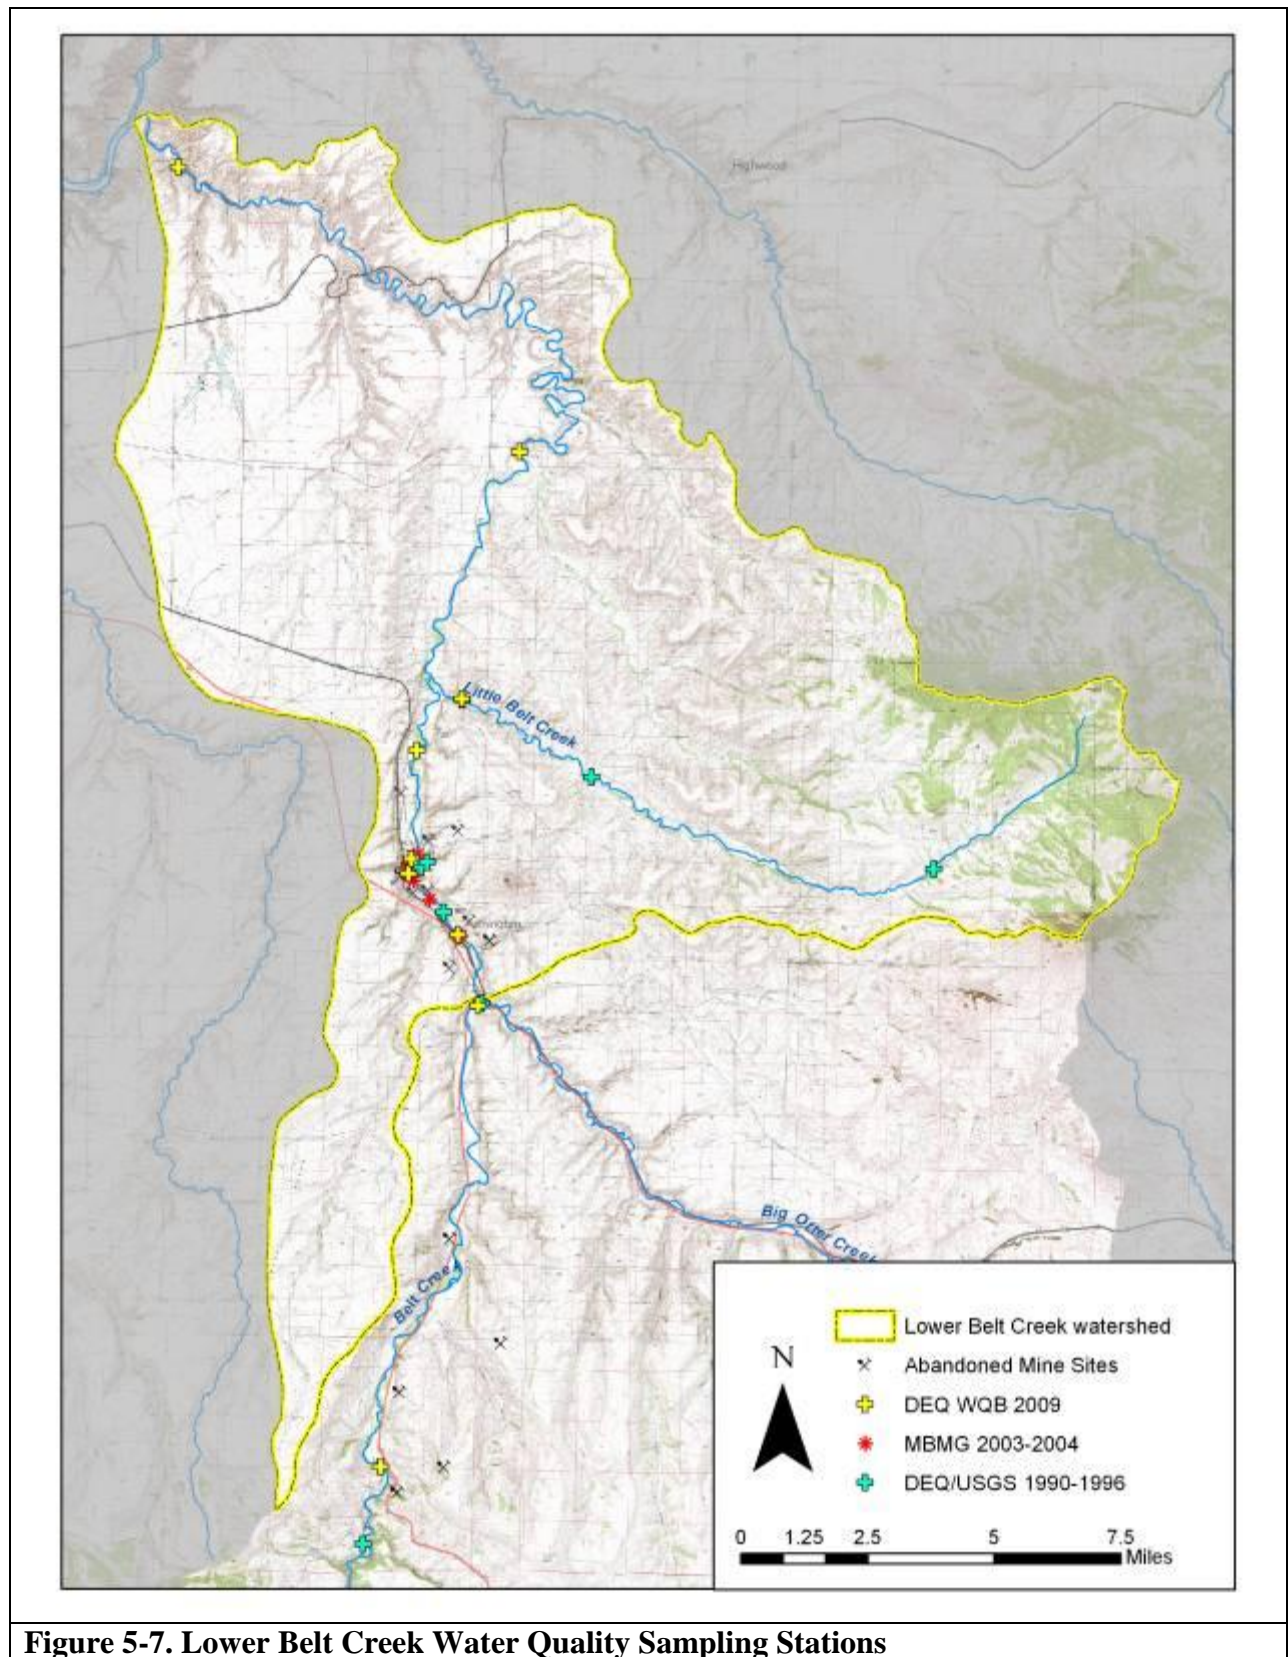 Highwood
Little Belt Creek
Big Otter Creek
Belt Creek
Lower Belt Creek watershed
N
Abandoned Mine Sites
DEQ WQB 2009
MBMG 2003-2004
DEQ/USGS 1990-1996
0 1.25 2.5 5 7.5
Miles
Figure 5-7. Lower Belt Creek Water Quality Sampling Stations